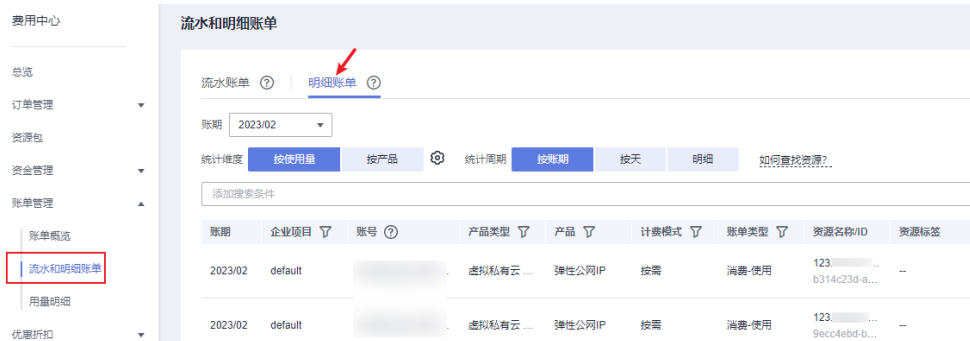 费用中心
流水和明细账单
总览
订单管理
资源包
资金管理
账单管理
账单概览
流水和明细账单
用量明细
优惠折扣
流水账单 ? 明细账单 ?
账期 2023/02
统计维度 按使用量 按产品 统计周期 按账期 按天 明细 如何查找资源?
添加搜索条件
账期 企业项目 账号 ? 产品类型 产品 计费模式 账单类型 资源名称/ID 资源标签
2023/02 default 虚拟私有云 ... 弹性公网IP 按需 消费-使用 123. ... --
b314c23d-a...
2023/02 default 虚拟私有云 ... 弹性公网IP 按需 消费-使用 123. ... --
9ecc4ebd-b...